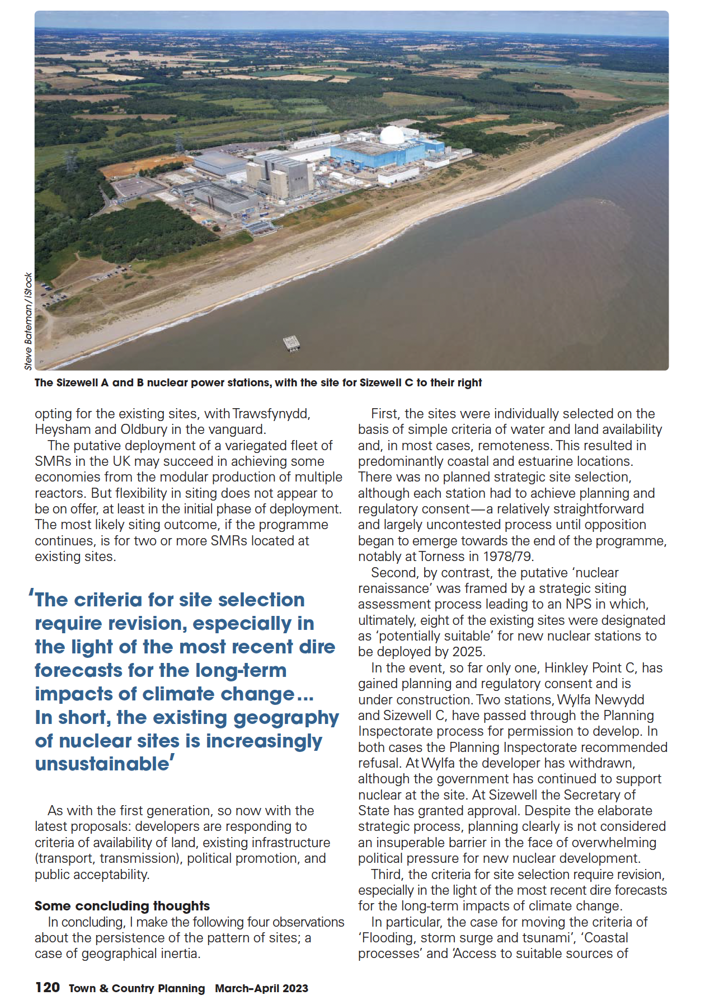 Steve Bateman/iStock
The Sizewell A and B nuclear power stations, with the site for Sizewell C to their right
opting for the existing sites, with Trawsfynydd,
Heysham and Oldbury in the vanguard.
The putative deployment of a variegated fleet of
SMRs in the UK may succeed in achieving some
economies from the modular production of multiple
reactors. But flexibility in siting does not appear to
be on offer, at least in the initial phase of deployment.
The most likely siting outcome, if the programme
continues, is for two or more SMRs located at
existing sites.
‘The criteria for site selection
require revision, especially in
the light of the most recent dire
forecasts for the long-term
impacts of climate change...
In short, the existing geography
of nuclear sites is increasingly
unsustainable’
As with the first generation, so now with the
latest proposals: developers are responding to
criteria of availability of land, existing infrastructure
(transport, transmission), political promotion, and
public acceptability.
Some concluding thoughts
In concluding, I make the following four observations
about the persistence of the pattern of sites; a
case of geographical inertia.
First, the sites were individually selected on the
basis of simple criteria of water and land availability
and, in most cases, remoteness. This resulted in
predominantly coastal and estuarine locations.
There was no planned strategic site selection,
although each station had to achieve planning and
regulatory consent—a relatively straightforward
and largely uncontested process until opposition
began to emerge towards the end of the programme,
notably at Torness in 1978/79.
Second, by contrast, the putative ‘nuclear
renaissance’ was framed by a strategic siting
assessment process leading to an NPS in which,
ultimately, eight of the existing sites were designated
as ‘potentially suitable’ for new nuclear stations to
be deployed by 2025.
In the event, so far only one, Hinkley Point C, has
gained planning and regulatory consent and is
under construction. Two stations, Wylfa Newydd
and Sizewell C, have passed through the Planning
Inspectorate process for permission to develop. In
both cases the Planning Inspectorate recommended
refusal. At Wylfa the developer has withdrawn,
although the government has continued to support
nuclear at the site. At Sizewell the Secretary of
State has granted approval. Despite the elaborate
strategic process, planning clearly is not considered
an insuperable barrier in the face of overwhelming
political pressure for new nuclear development.
Third, the criteria for site selection require revision,
especially in the light of the most recent dire forecasts
for the long-term impacts of climate change.
In particular, the case for moving the criteria of
‘Flooding, storm surge and tsunami’, ‘Coastal
processes’ and ‘Access to suitable sources of
120 Town & Country Planning March–April 2023